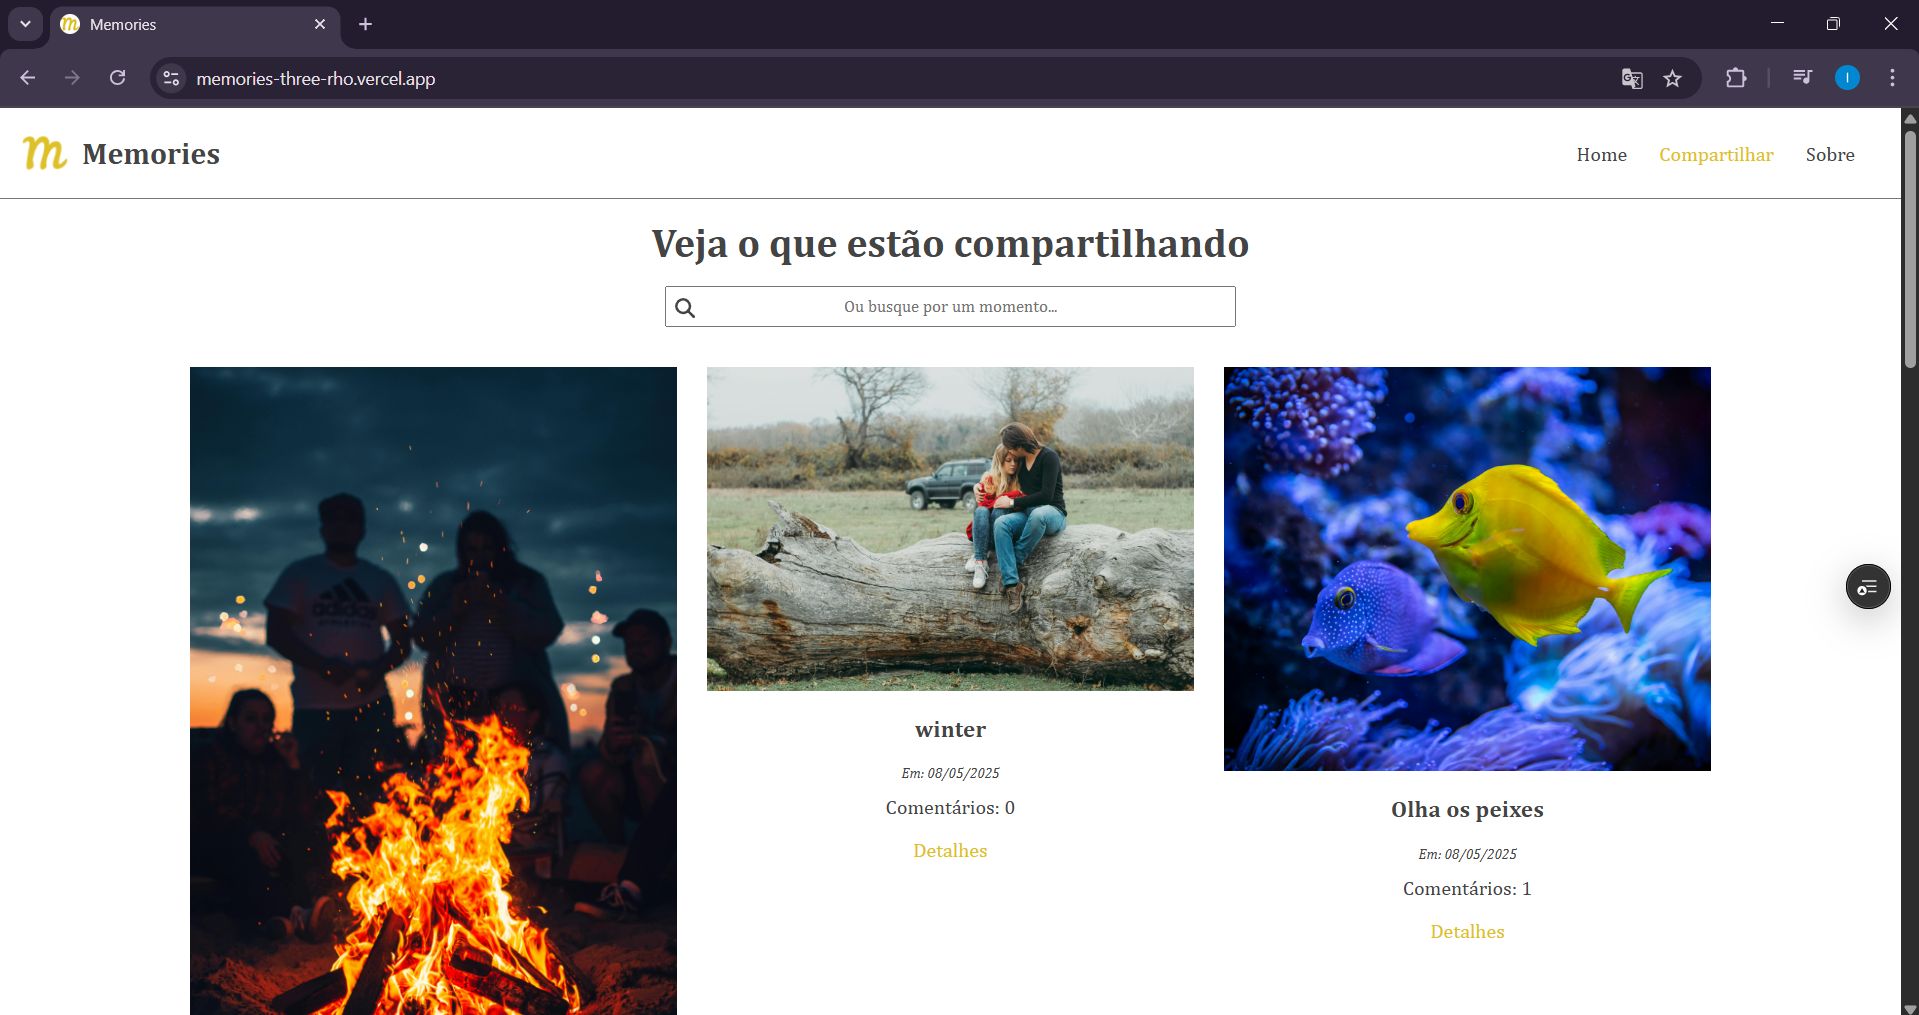 Memories
memories-three-rho.vercel.app
I
m Memories
Home
Compartilhar
Sobre
Veja o que estão compartilhando
Ou busque por um momento...
adidas
winter
Em: 08/05/2025
Comentários: 0
Detalhes
Olha os peixes
Em: 08/05/2025
Comentários: 1
Detalhes